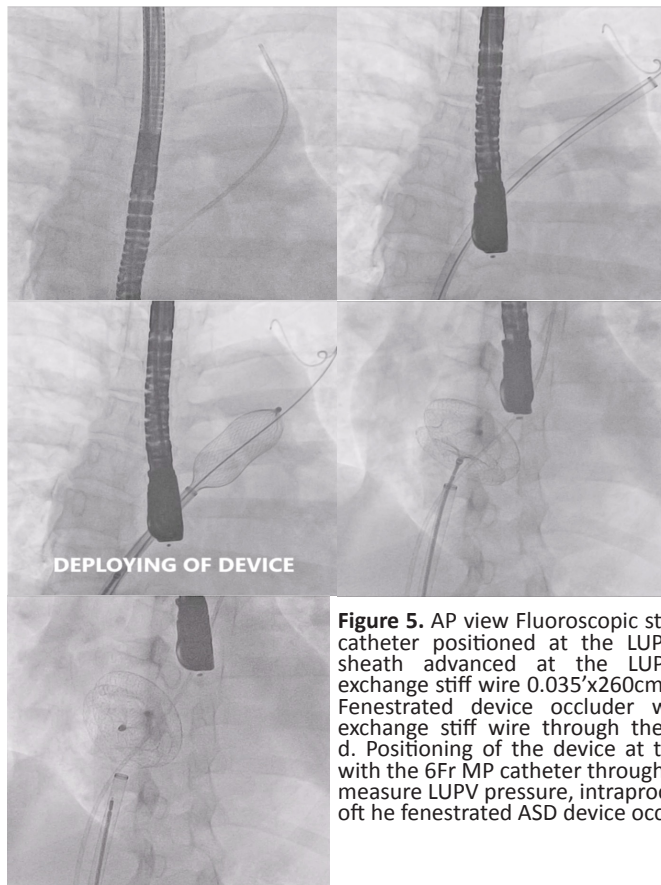 DEPLOYING OF DEVICE
Figure 5. AP view Fluoroscopic st
catheter positioned at the LUP
sheath advanced at the LUP
exchange stiff wire 0.035’x260cm
Fenestrated device occluder w
exchange stiff wire through the
d. Positioning of the device at t
with the 6Fr MP catheter through
measure LUPV pressure, intraproc
oft he fenestrated ASD device occ